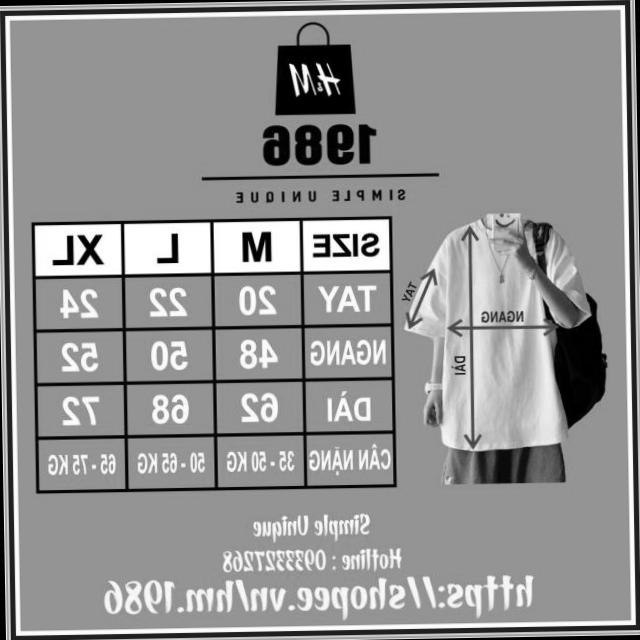 H&M
1986
SIMPLE UNIQUE
SIZE M L XL
TAY 20 22 24
NGANG 48 50 52
DÀI 62 68 72
CÂN NẶNG 35 - 50 KG 50 - 65 KG 65 - 75 KG
TAY
NGANG
DÀI
Simple Unique
Hotline : 0933327268
https://shopee.vn/hm.1986